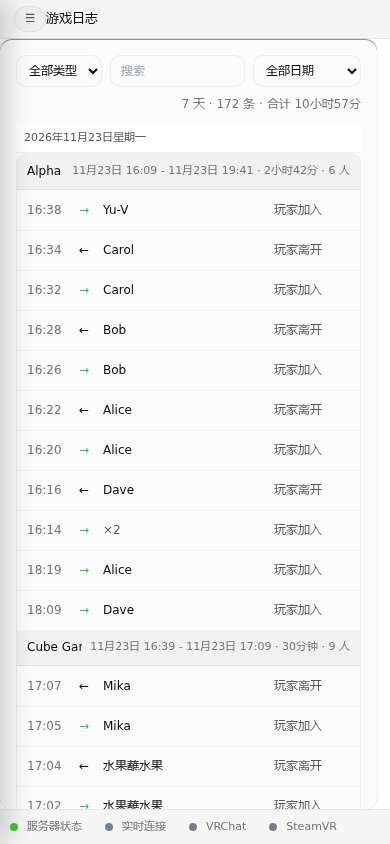 ☰ 游戏日志
全部类型 搜索 全部日期
7 天 · 172 条 · 合计 10小时57分
2026年11月23日星期一
Alpha 11月23日 16:09 - 11月23日 19:41 · 2小时42分 · 6 人
16:38 → Yu-V 玩家加入
16:34 ← Carol 玩家离开
16:32 → Carol 玩家加入
16:28 ← Bob 玩家离开
16:26 → Bob 玩家加入
16:22 ← Alice 玩家离开
16:20 → Alice 玩家加入
16:16 ← Dave 玩家离开
16:14 → ×2 玩家加入
18:19 → Alice 玩家加入
18:09 → Dave 玩家加入
Cube Gar 11月23日 16:39 - 11月23日 17:09 · 30分钟 · 9 人
17:07 ← Mika 玩家离开
17:05 → Mika 玩家加入
17:04 ← 水果蘸水果 玩家离开
17:02 → 水果蘸水果 玩家加入
服务器状态 实时连接 VRChat SteamVR